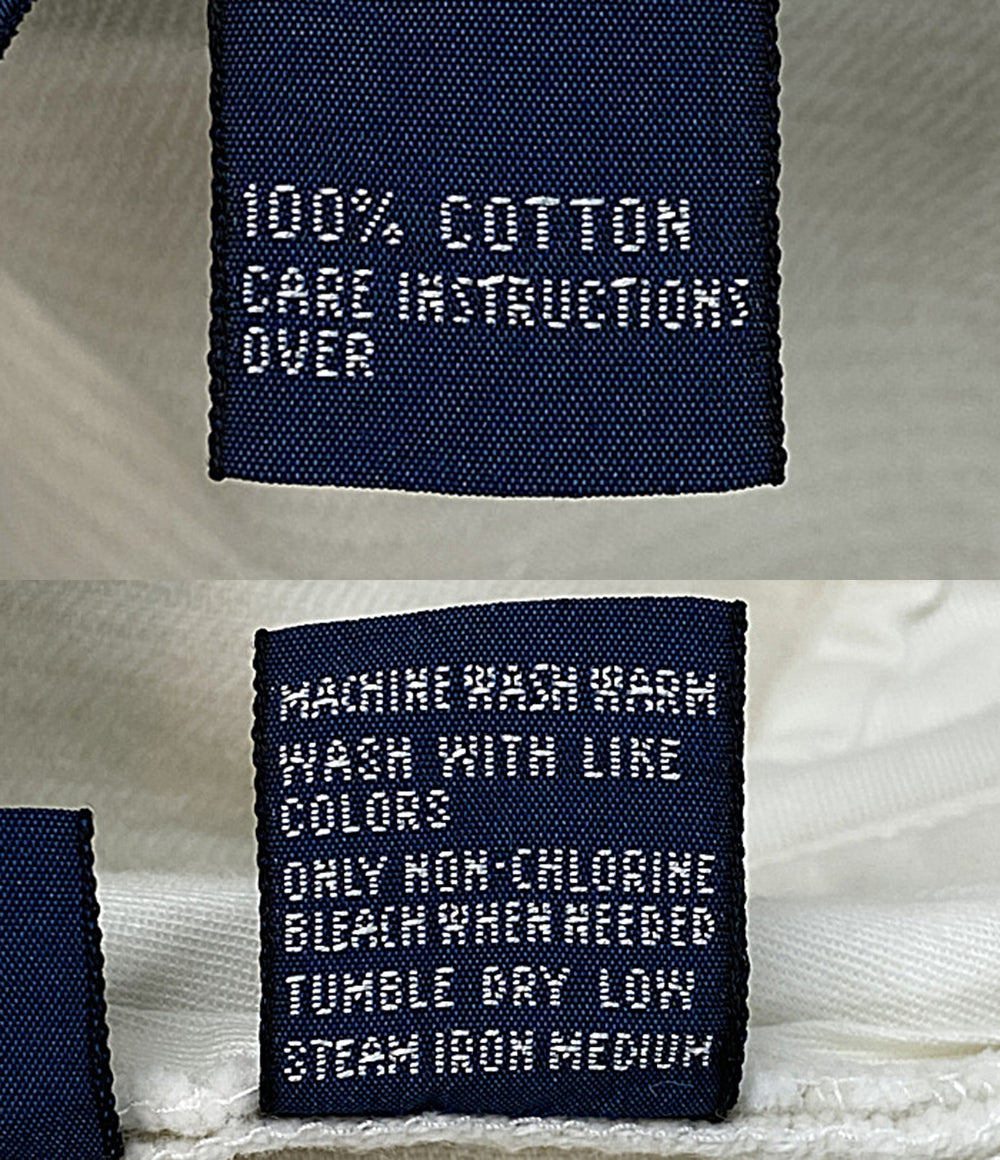 100% COTTON
CARE INSTRUCTIONS
OVER
MACHINE WASH WARM
WASH WITH LIKE
COLORS
ONLY NON-CHLORINE
BLEACH WHEN NEEDED
TUMBLE DRY LOW
STEAM IRON MEDIUM